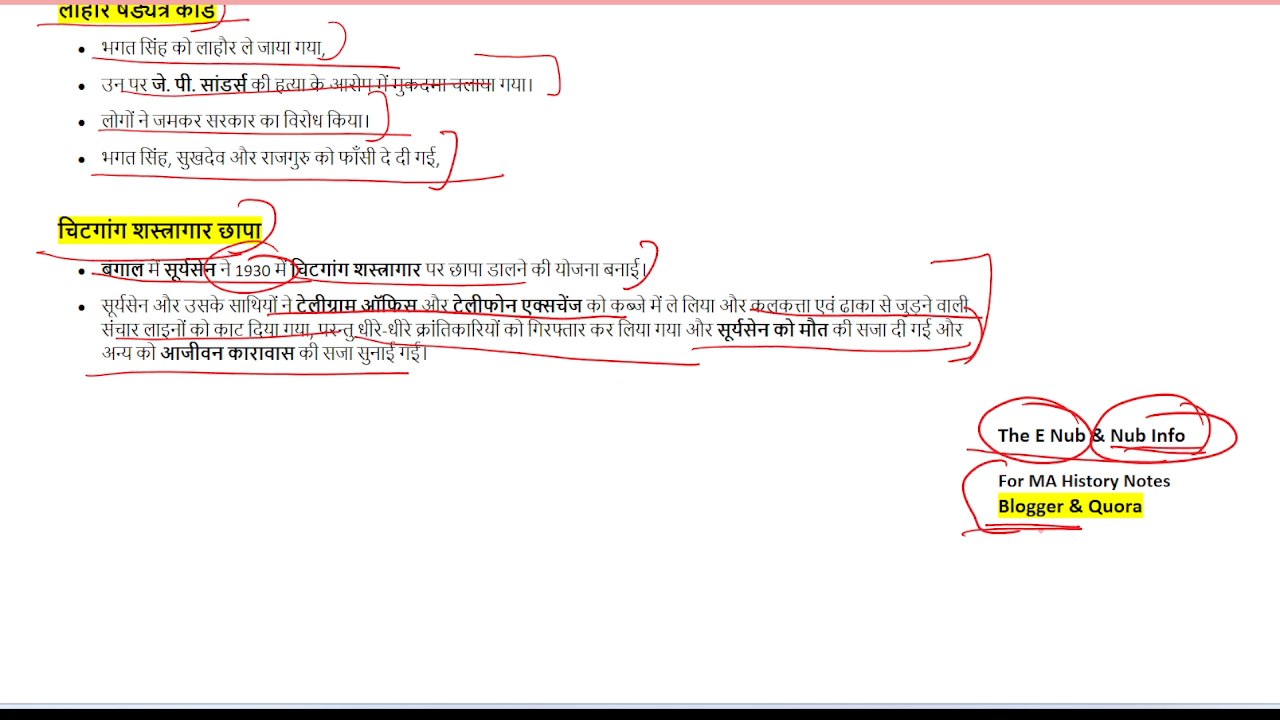 लाहौर षड्यंत्र कांड
भगत सिंह को लाहौर ले जाया गया,
उन पर जे. पी. सांडर्स की हत्या के आरोप में मुकदमा चलाया गया।
लोगों ने जमकर सरकार का विरोध किया।
भगत सिंह, सुखदेव और राजगुरु को फाँसी दे दी गई,
चिटगांग शस्त्रागार छापा
बंगाल में सूर्यसेन ने 1930 में चिटगांग शस्त्रागार पर छापा डालने की योजना बनाई।
सूर्यसेन और उसके साथियों ने टेलीग्राम ऑफिस और टेलीफोन एक्सचेंज को कब्जे में ले लिया और कलकत्ता एवं ढाका से जुड़ने वाली
संचार लाइनों को काट दिया गया, परन्तु धीरे-धीरे क्रांतिकारियों को गिरफ्तार कर लिया गया और सूर्यसेन को मौत की सजा दी गई और
अन्य को आजीवन कारावास की सजा सुनाई गई।
The E Nub & Nub Info
For MA History Notes
Blogger & Quora